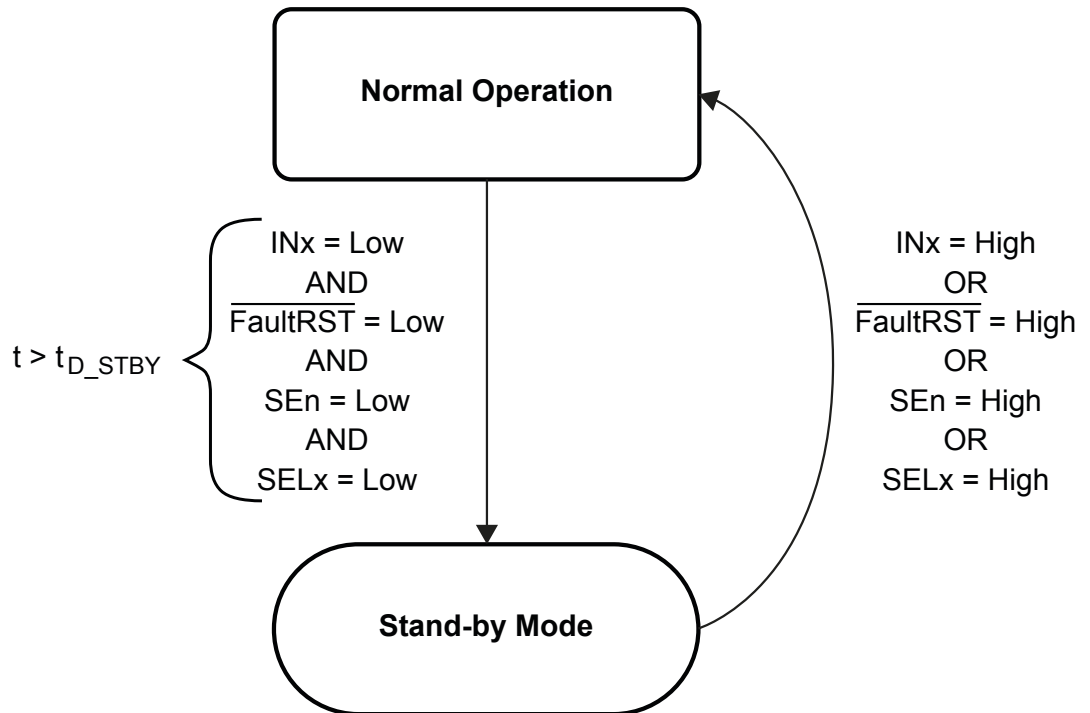 Normal Operation
t > tD_STBY
INx = Low
AND
FaultRST = Low
AND
SEn = Low
AND
SELx = Low
INx = High
OR
FaultRST = High
OR
SEn = High
OR
SELx = High
Stand-by Mode